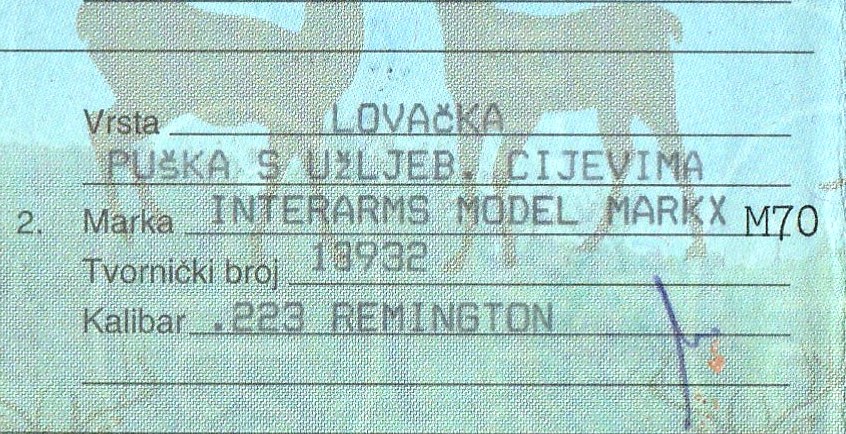 Vrsta LOVAčKA
PUšKA S UžLJEB. CIJEVIMA
2. Marka INTERARMS MODEL MARKX M70
Tvornički broj 13932
Kalibar .223 REMINGTON